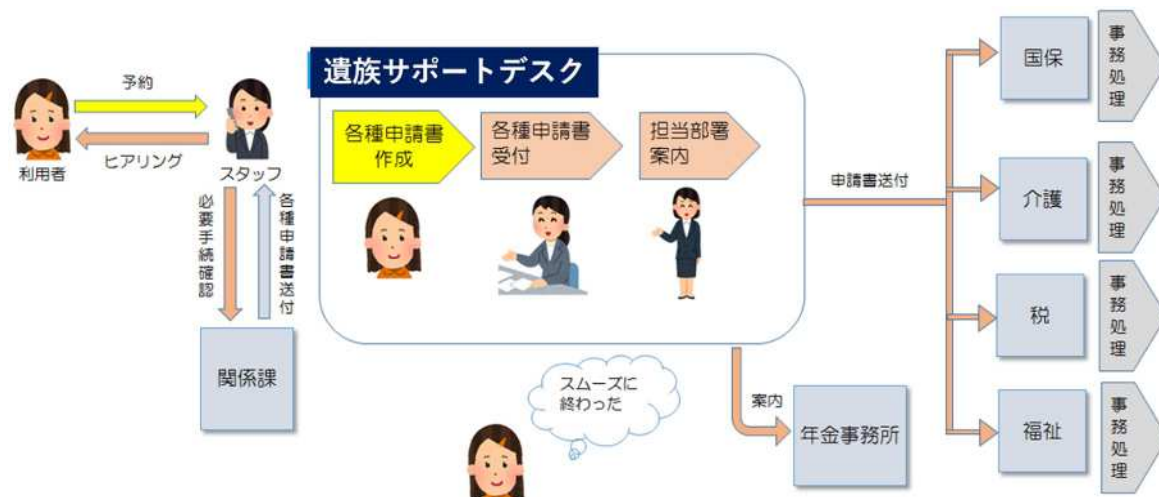 遺族サポートデスク
予約
ヒアリング
利用者
スタッフ
必要手続確認
各種申請書送付
関係課
各種申請書
作成
各種申請書
受付
担当部署
案内
申請書送付
国保
事務処理
介護
事務処理
税
事務処理
福祉
事務処理
スムーズに
終わった
案内
年金事務所